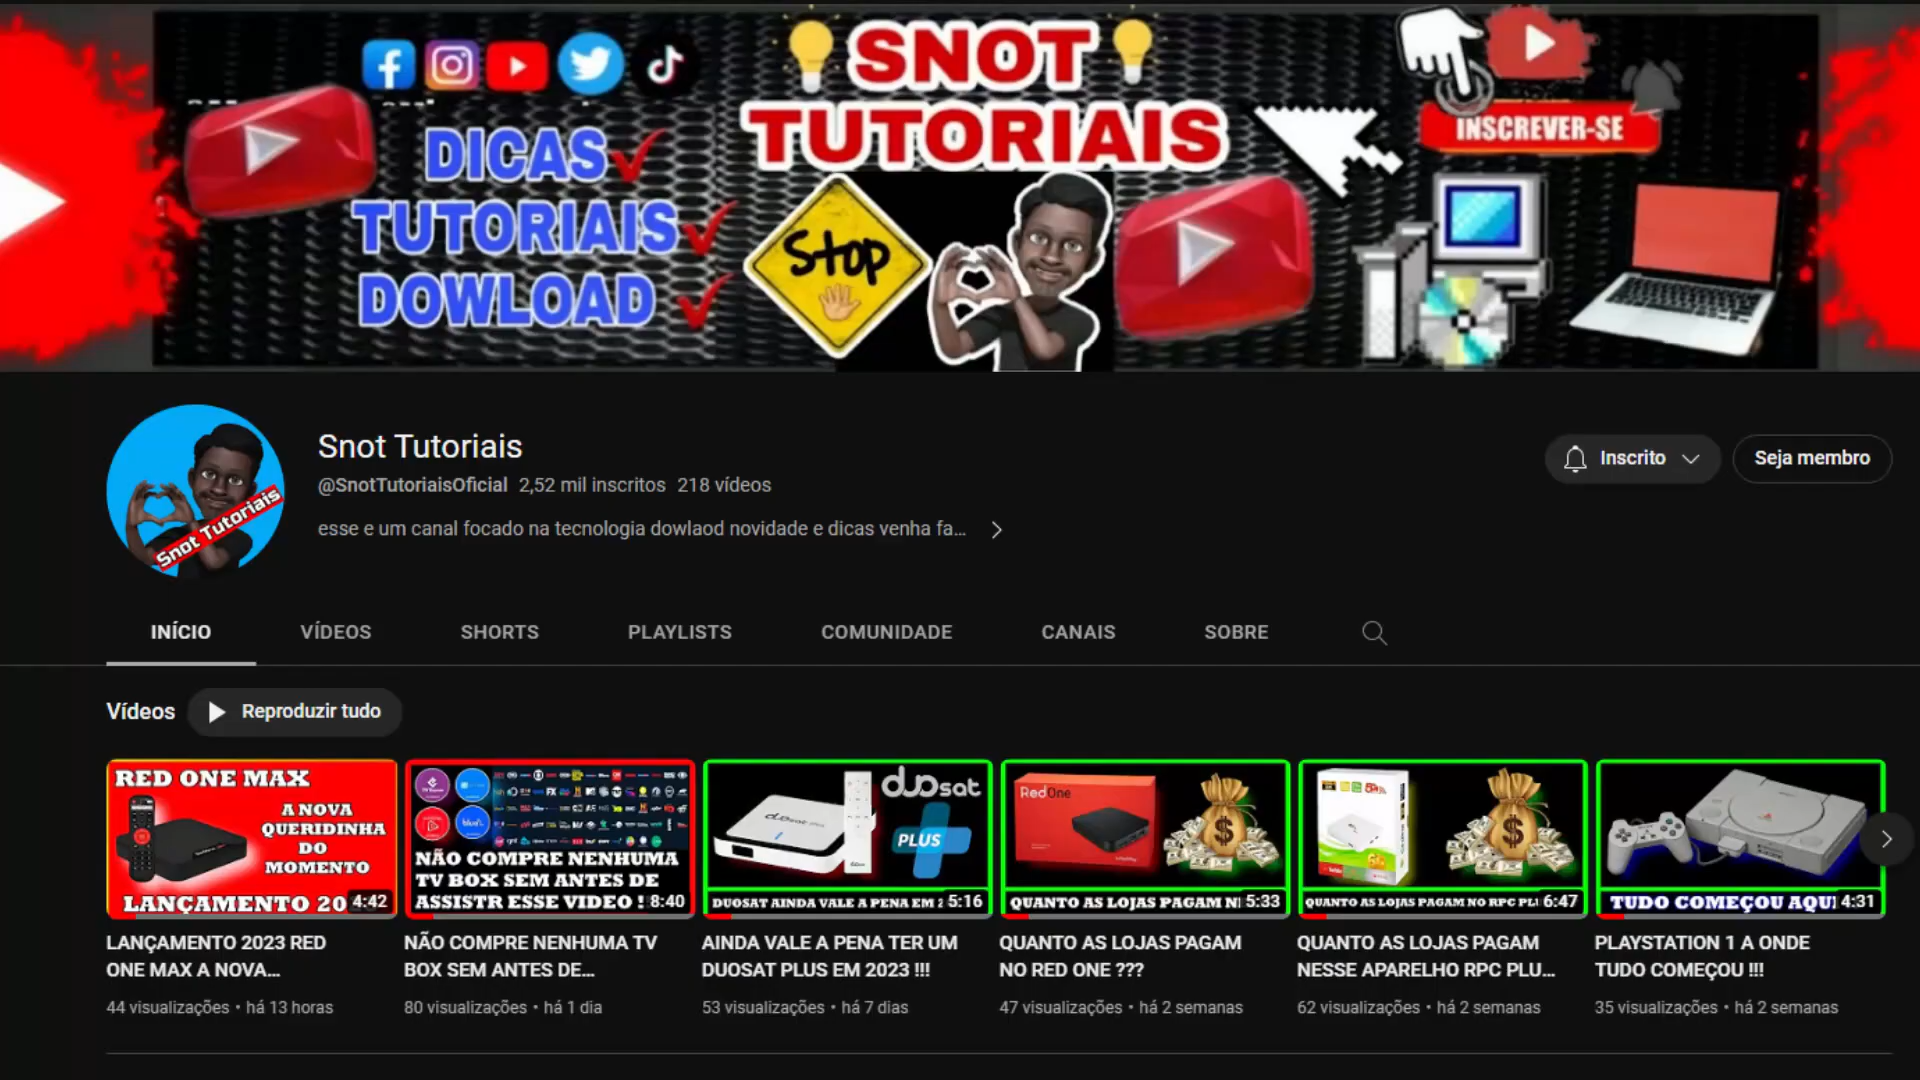 SNOT
TUTORIAIS
DICAS
TUTORIAIS
DOWLOAD
Stop
INSCREVER-SE
Snot Tutoriais
Snot Tutoriais
@SnotTutoriaisOficial 2,52 mil inscritos 218 vídeos
esse e um canal focado na tecnologia dowlaod novidade e dicas venha fa...
Inscrito
Seja membro
INÍCIO VÍDEOS SHORTS PLAYLISTS COMUNIDADE CANAIS SOBRE
Vídeos
Reproduzir tudo
RED ONE MAX
A NOVA
QUERIDINHA
DO
MOMENTO
LANÇAMENTO 20
4:42
LANÇAMENTO 2023 RED
ONE MAX A NOVA...
44 visualizações • há 13 horas
NÃO COMPRE NENHUMA
TV BOX SEM ANTES DE
ASSISTR ESSE VIDEO !
8:40
NÃO COMPRE NENHUMA TV
BOX SEM ANTES DE...
80 visualizações • há 1 dia
duosat
PLUS
DUOSAT AINDA VALE A PENA EM 2
5:16
AINDA VALE A PENA TER UM
DUOSAT PLUS EM 2023 !!!
53 visualizações • há 7 dias
RedOne
QUANTO AS LOJAS PAGAM N
5:33
QUANTO AS LOJAS PAGAM
NO RED ONE ???
47 visualizações • há 2 semanas
QUANTO AS LOJAS PAGAM NO RPC PLU
6:47
QUANTO AS LOJAS PAGAM
NESSE APARELHO RPC PLU...
62 visualizações • há 2 semanas
TUDO COMEÇOU AQUI
4:31
PLAYSTATION 1 A ONDE
TUDO COMEÇOU !!!
35 visualizações • há 2 semanas